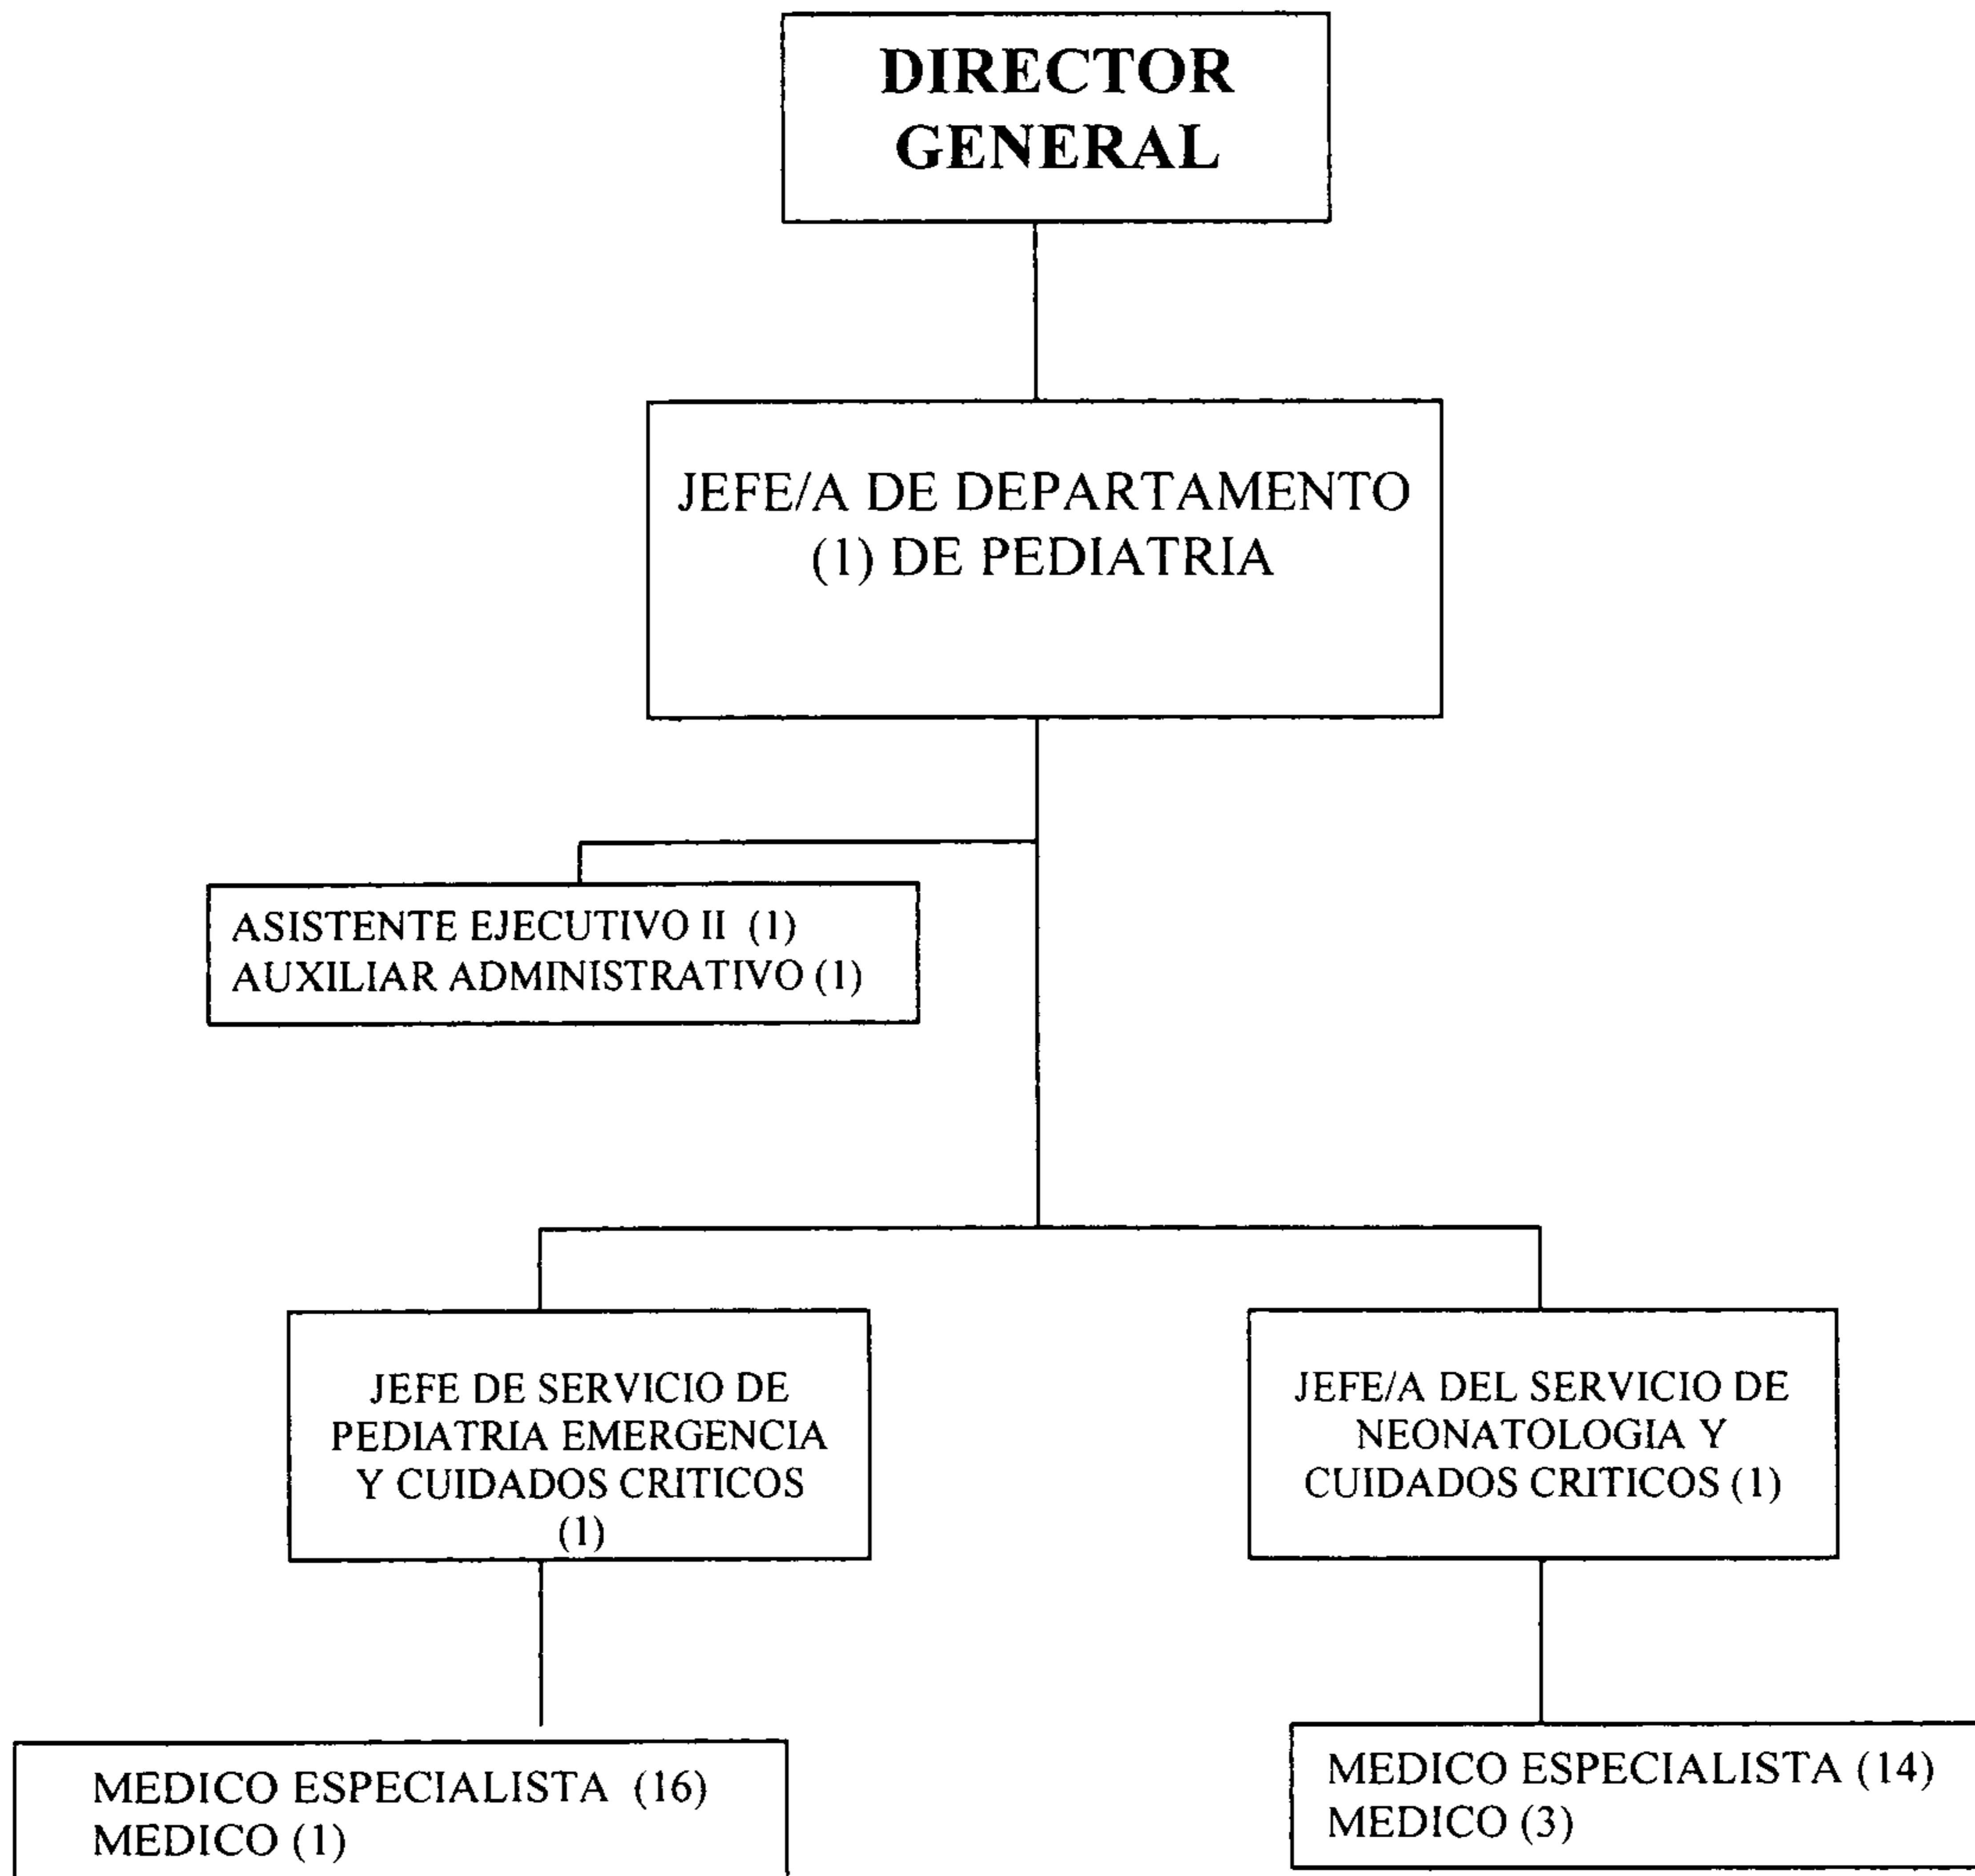 DIRECTOR
GENERAL
JEFE/A DE DEPARTAMENTO
(1) DE PEDIATRIA
ASISTENTE EJECUTIVO II (1)
AUXILIAR ADMINISTRATIVO (1)
JEFE DE SERVICIO DE
PEDIATRIA EMERGENCIA
Y CUIDADOS CRITICOS
(1)
JEFE/A DEL SERVICIO DE
NEONATOLOGIA Y
CUIDADOS CRITICOS (1)
MEDICO ESPECIALISTA (16)
MEDICO (1)
MEDICO ESPECIALISTA (14)
MEDICO (3)